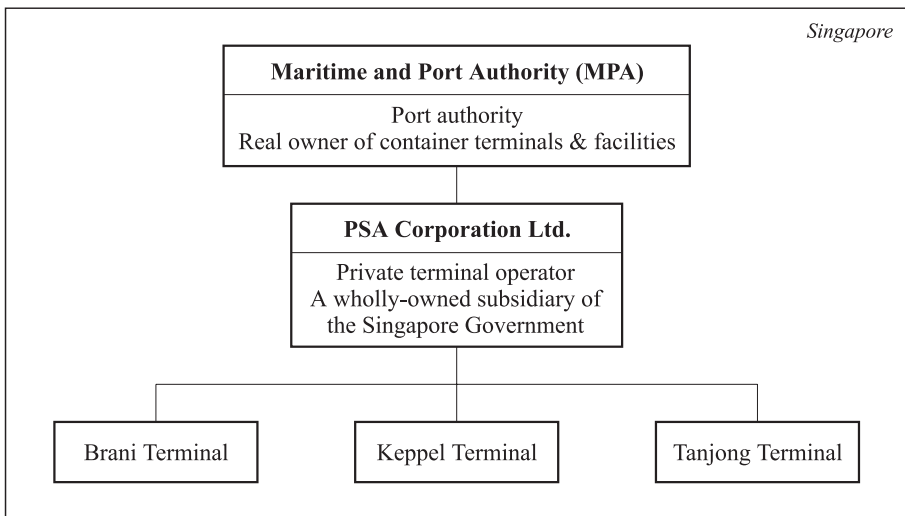 Singapore
Maritime and Port Authority (MPA)
Port authority
Real owner of container terminals & facilities
PSA Corporation Ltd.
Private terminal operator
A wholly-owned subsidiary of
the Singapore Government
Brani Terminal
Keppel Terminal
Tanjong Terminal